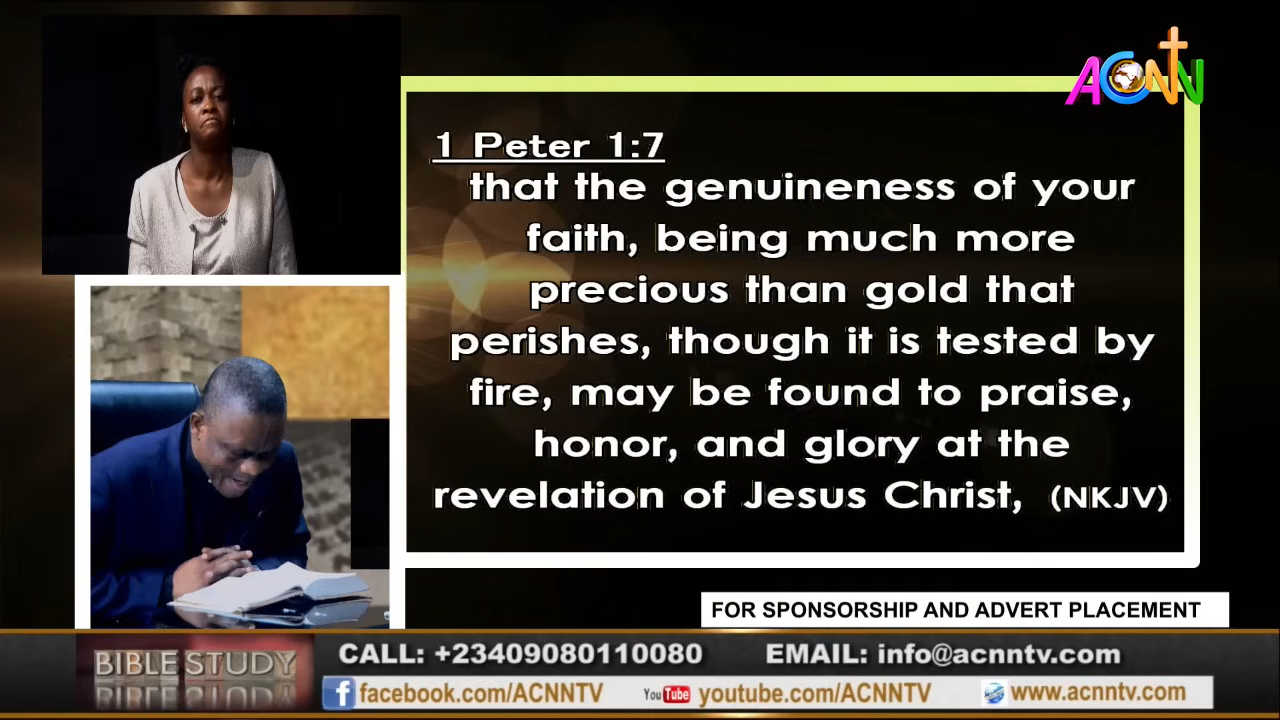 ACNN
1 Peter 1:7
that the genuineness of your
faith, being much more
precious than gold that
perishes, though it is tested by
fire, may be found to praise,
honor, and glory at the
revelation of Jesus Christ, (NKJV)
FOR SPONSORSHIP AND ADVERT PLACEMENT
BIBLE STUDY
CALL: +23409080110080 EMAIL: info@acnntv.com
f facebook.com/ACNNTV YouTube youtube.com/ACNNTV www.acnntv.com